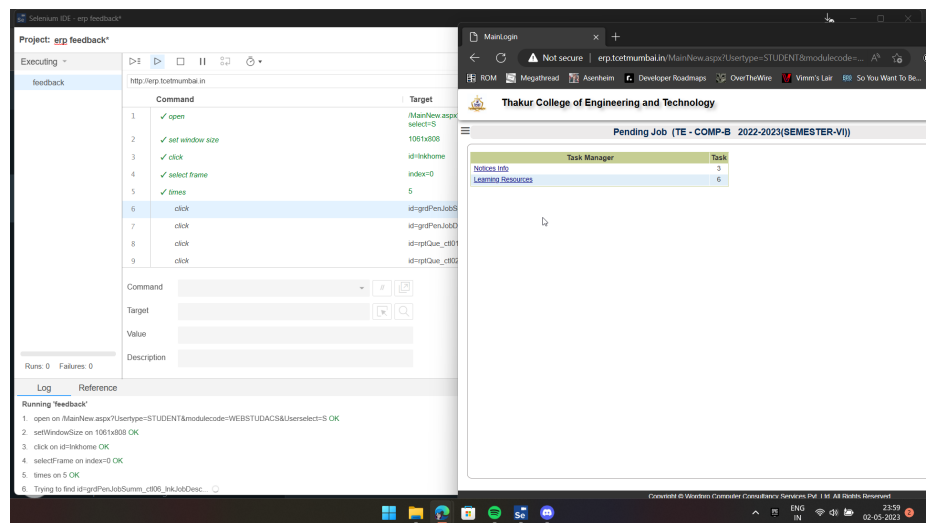 Selenium IDE - erp feedback*
Project: erp feedback*
Executing
feedback
Runs: 0 Failures: 0
http://erp.tcetmumbai.in
Command Target
1 ✓ open /MainNew.aspx
select=S
2 ✓ set window size 1061x808
3 ✓ click id=lnkhome
4 ✓ select frame index=0
5 ✓ times 5
6 click id=grdPenJobS
7 click id=grdPenJobD
8 click id=rptQue_ctl01
9 click id=rptQue_ctl02
Command
//
Target
Value
Description
Log Reference
Running 'feedback'
1. open on /MainNew.aspx?Usertype=STUDENT&modulecode=WEBSTUDACS&Userselect=S OK
2. setWindowSize on 1061x808 OK
3. click on id=lnkhome OK
4. selectFrame on index=0 OK
5. times on 5 OK
6. Trying to find id=grdPenJobSumm_ctl06_lnkJobDesc...
MainLogin
Not secure | erp.tcetmumbai.in/MainNew.aspx?Usertype=STUDENT&modulecode=...
ROM Megathread Asenheim Developer Roadmaps OverTheWire Vimm's Lair So You Want To Be...
Thakur College of Engineering and Technology
Pending Job (TE - COMP-B 2022-2023(SEMESTER-VI))
Task Manager Task
Notices Info 3
Learning Resources 6
Copyright © Wordpro Computer Consultancy Services Pvt. Ltd. All Rights Reserved
Se
ENG
IN
23:59
02-05-2023
2